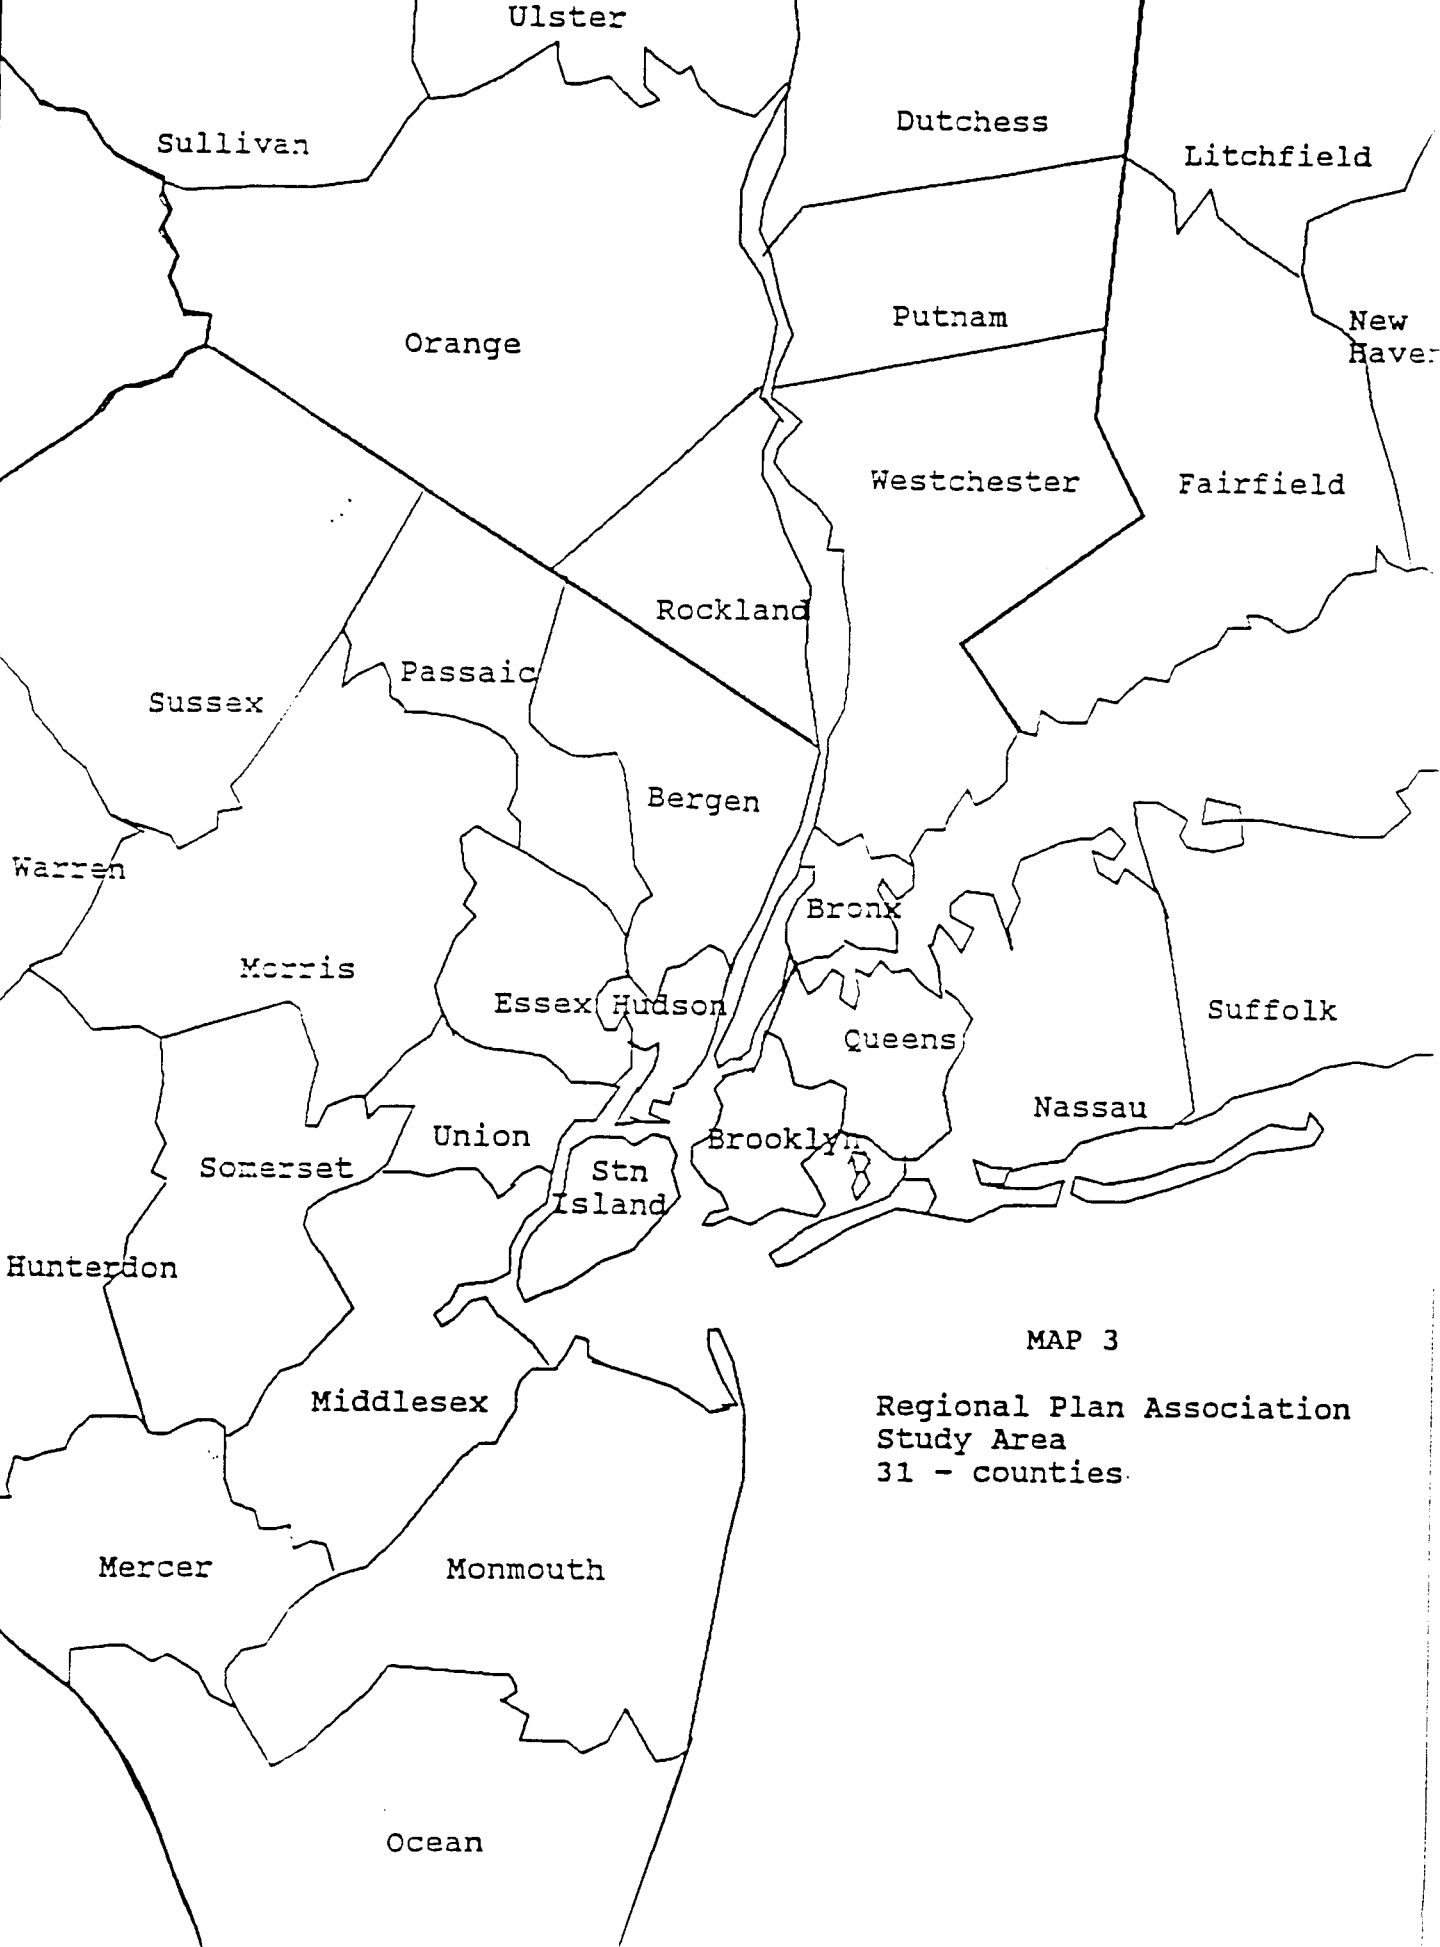 Ulster
Dutchess
Sullivan
Litchfield
Putnam
New
Orange
Haven
Westchester
Fairfield
Rockland
Passaic
Sussex
Bergen
Warren
Bronx
Morris
Essex
Hudson
Suffolk
Queens
Nassau
Union
Brooklyn
Somerset
Stn
Island
Hunterdon
MAP 3
Middlesex
Regional Plan Association
Study Area
31 - counties
Mercer
Monmouth
Ocean